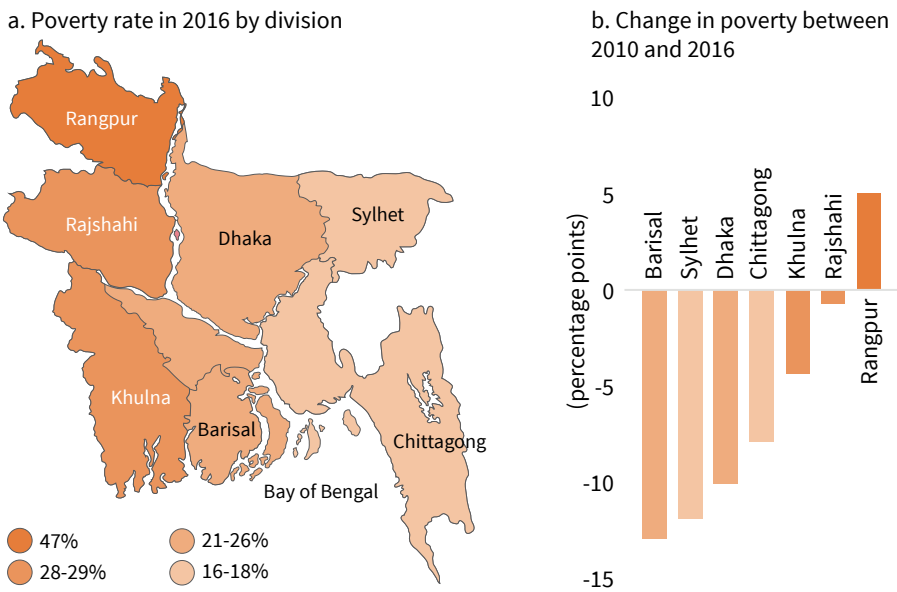 a. Poverty rate in 2016 by division
Rangpur
Rajshahi
Dhaka
Sylhet
Khulna
Barisal
Chittagong
Bay of Bengal
47%
28-29%
21-26%
16-18%
b. Change in poverty between
2010 and 2016
(percentage points)
10
5
0
-5
-10
-15
Barisal
Sylhet
Dhaka
Chittagong
Khulna
Rajshahi
Rangpur